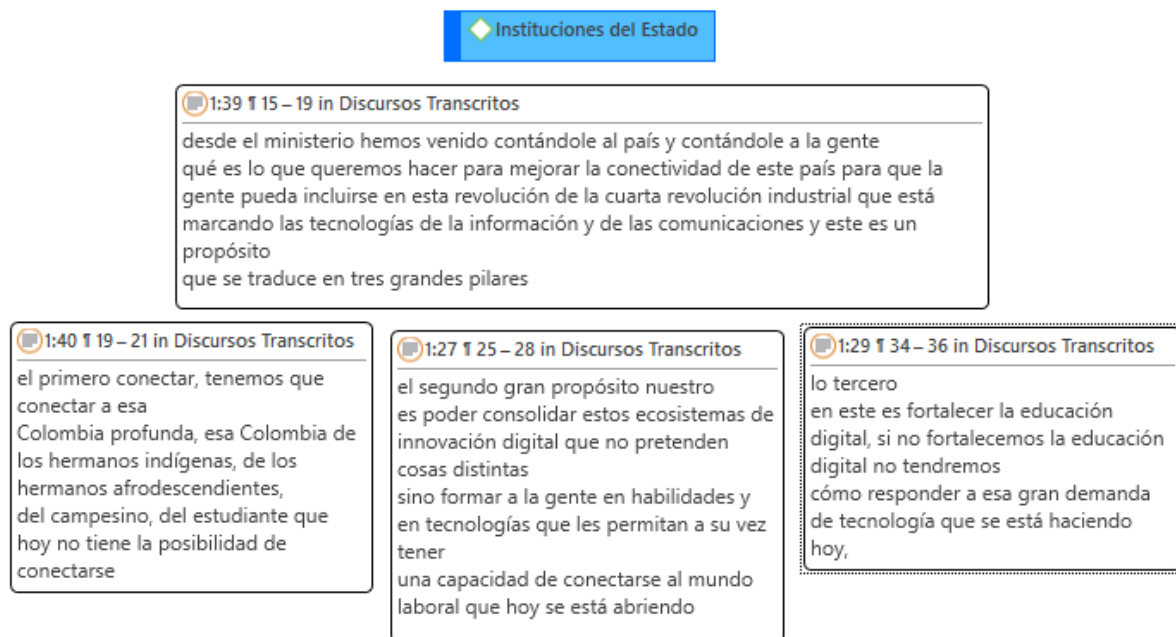 Instituciones del Estado
1:39 ¶ 15 – 19 in Discursos Transcritos
desde el ministerio hemos venido contándole al país y contándole a la gente
qué es lo que queremos hacer para mejorar la conectividad de este país para que la
gente pueda incluirse en esta revolución de la cuarta revolución industrial que está
marcando las tecnologías de la información y de las comunicaciones y este es un
propósito
que se traduce en tres grandes pilares
1:40 ¶ 19 – 21 in Discursos Transcritos
el primero conectar, tenemos que
conectar a esa
Colombia profunda, esa Colombia de
los hermanos indígenas, de los
hermanos afrodescendientes,
del campesino, del estudiante que
hoy no tiene la posibilidad de
conectarse
1:27 ¶ 25 – 28 in Discursos Transcritos
el segundo gran propósito nuestro
es poder consolidar estos ecosistemas de
innovación digital que no pretenden
cosas distintas
sino formar a la gente en habilidades y
en tecnologías que les permitan a su vez
tener
una capacidad de conectarse al mundo
laboral que hoy se está abriendo
1:29 ¶ 34 – 36 in Discursos Transcritos
lo tercero
en este es fortalecer la educación
digital, si no fortalecemos la educación
digital no tendremos
cómo responder a esa gran demanda
de tecnología que se está haciendo
hoy,